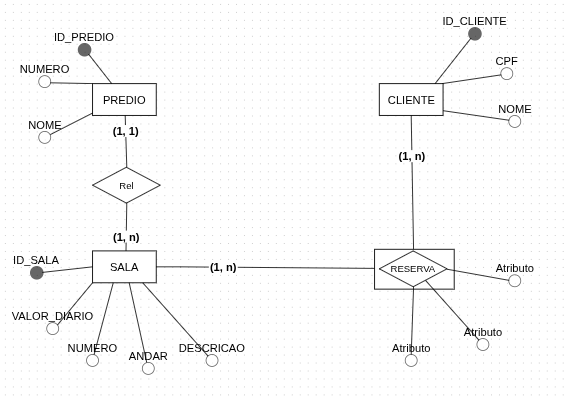 ID_CLIENTE
ID_PREDIO
CPF
NUMERO
PREDIO
CLIENTE
NOME
NOME
(1, 1)
(1, n)
Rel
(1, n)
ID_SALA
SALA
(1, n)
RESERVA
Atributo
VALOR_DIARIO
Atributo
NUMERO
ANDAR
DESCRICAO
Atributo